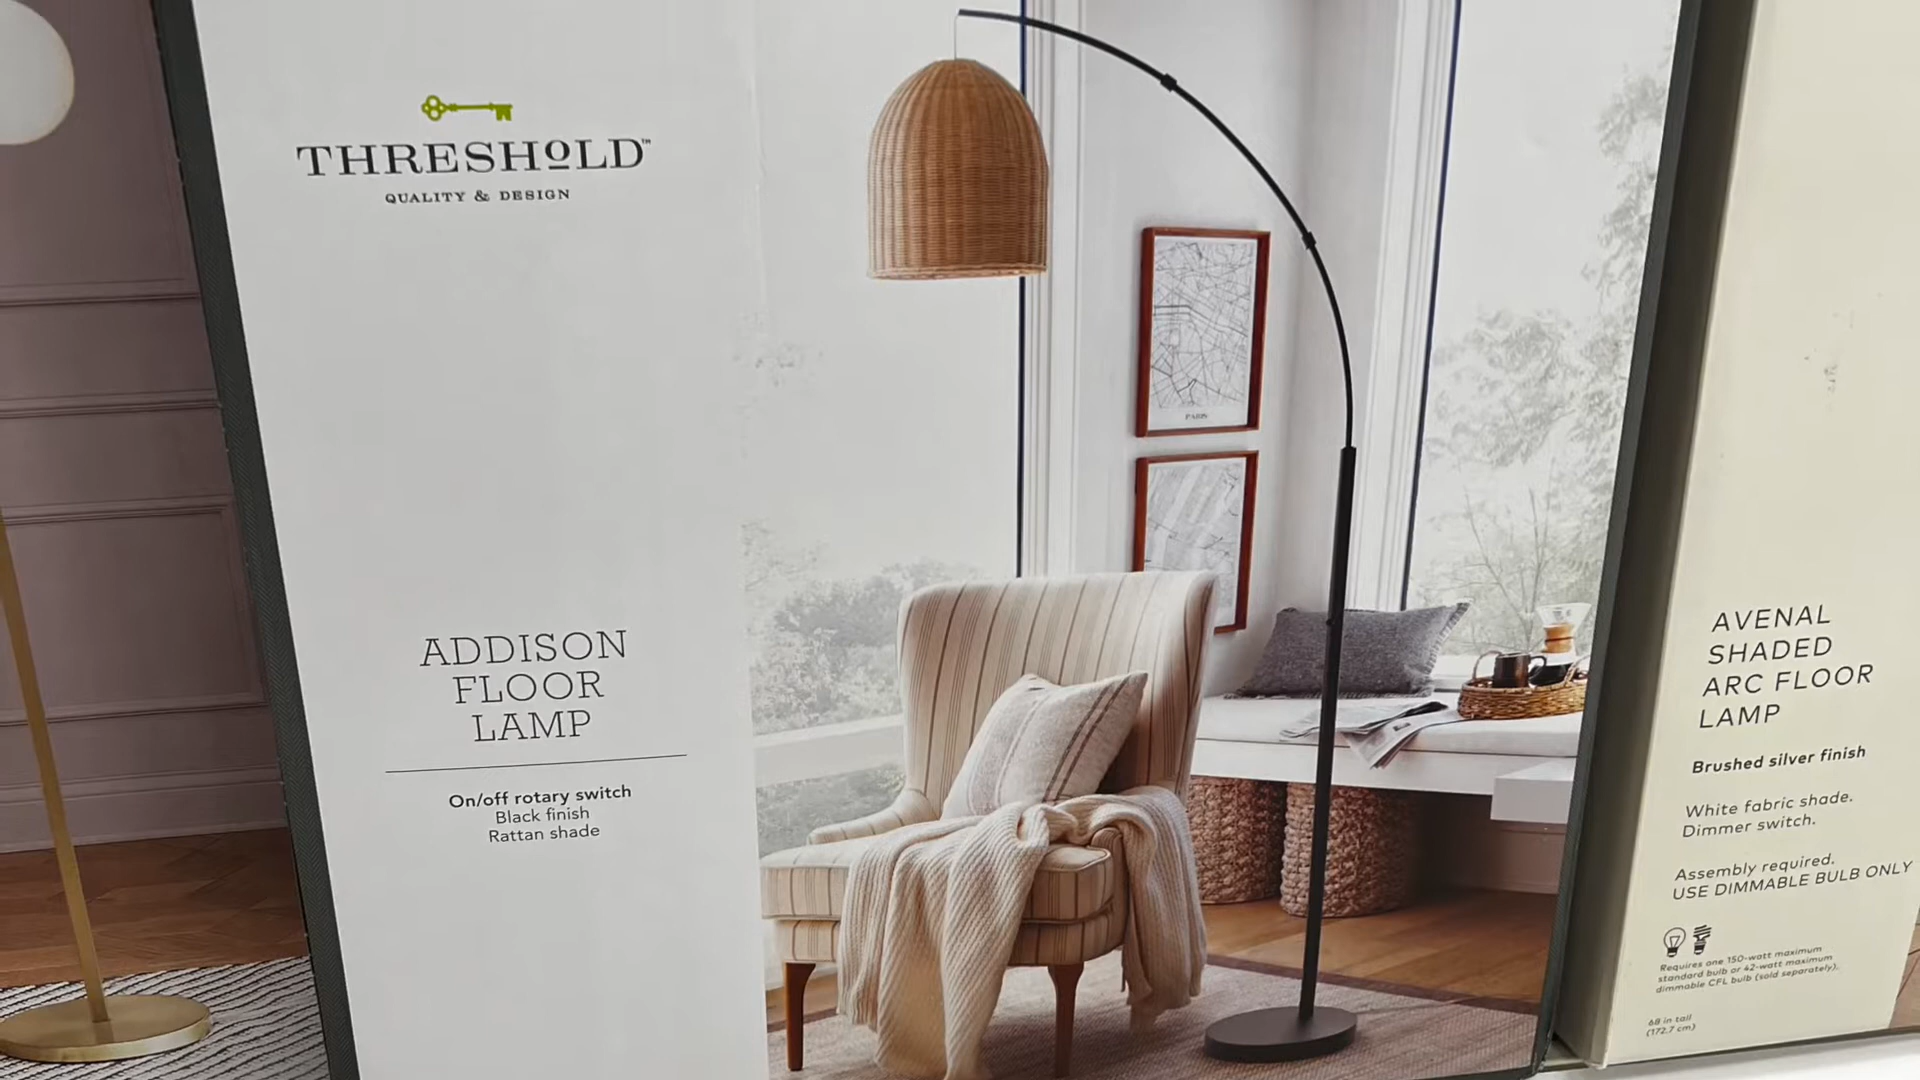 THRESHOLD™
QUALITY & DESIGN
ADDISON
FLOOR
LAMP
On/off rotary switch
Black finish
Rattan shade
PARIS
AVENAL
SHADED
ARC FLOOR
LAMP
Brushed silver finish
White fabric shade.
Dimmer switch.
Assembly required.
USE DIMMABLE BULB ONLY
Requires one 150-watt maximum
standard bulb or 42-watt maximum
dimmable CFL bulb (sold separately).
68 in tall
(172.7 cm)